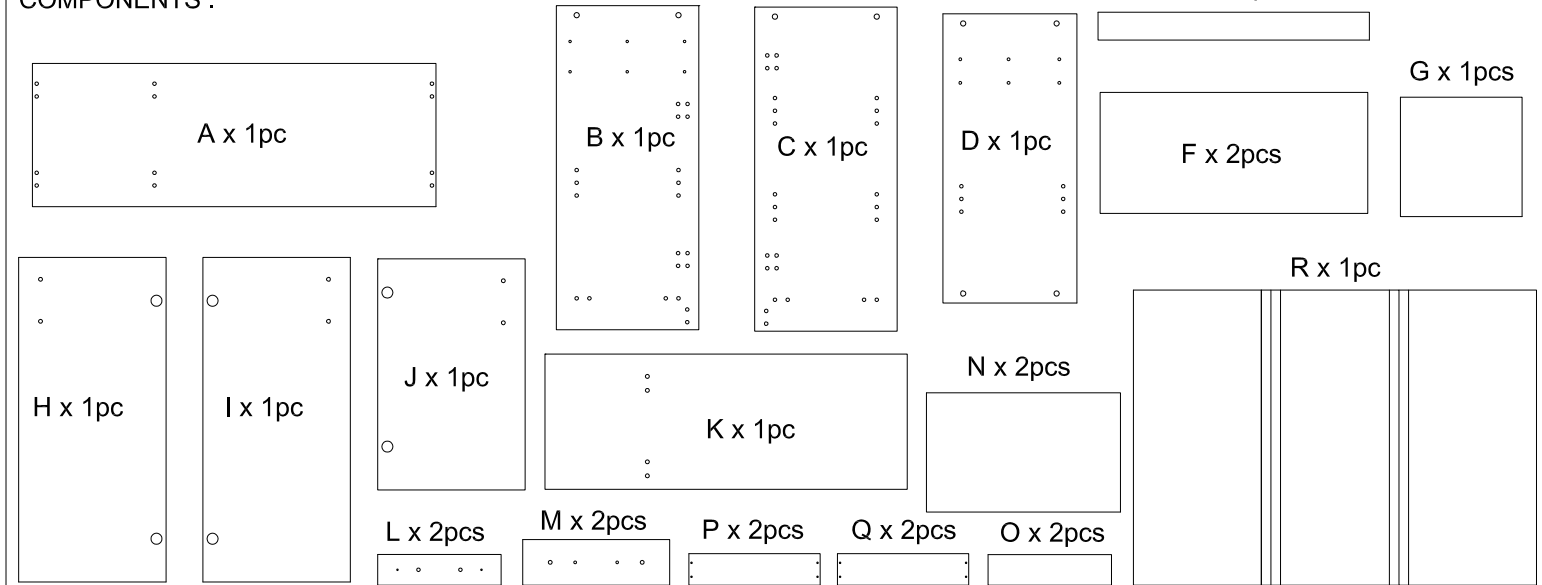 COMPONENTS :
G x 1pcs
A x 1pc
B x 1pc
C x 1pc
D x 1pc
F x 2pcs
R x 1pc
H x 1pc
I x 1pc
J x 1pc
K x 1pc
N x 2pcs
L x 2pcs
M x 2pcs
P x 2pcs
Q x 2pcs
O x 2pcs